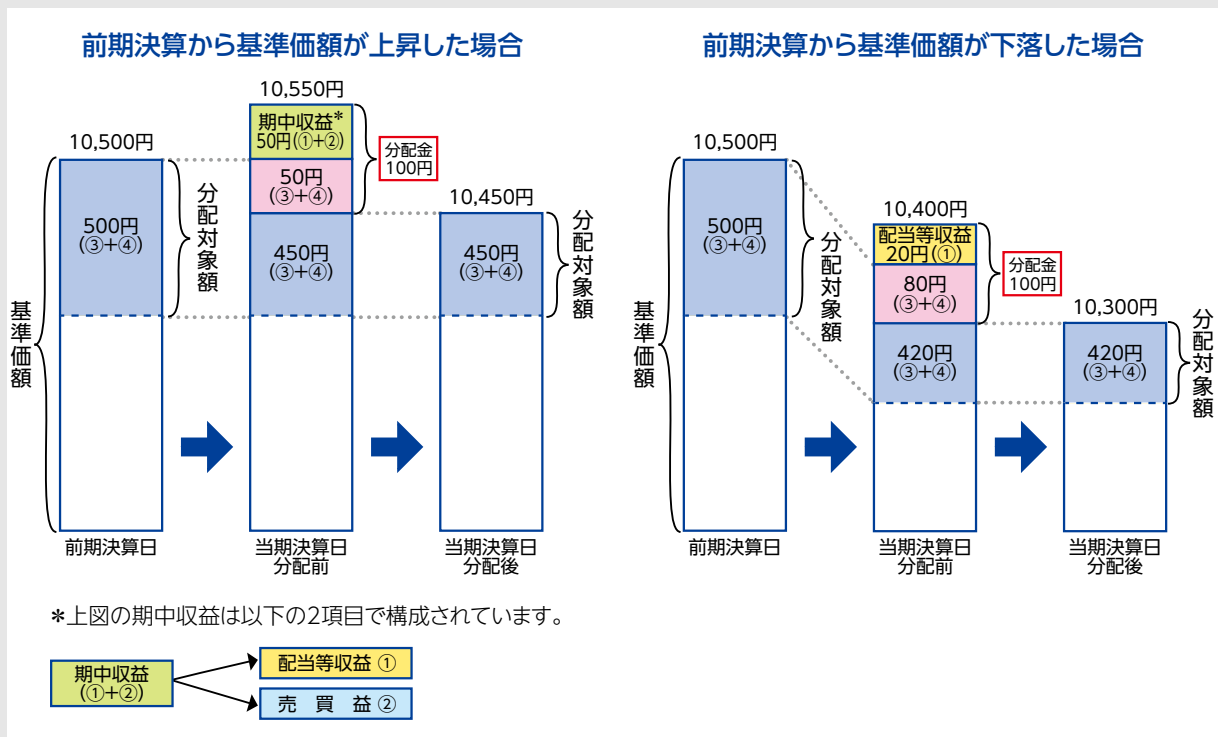 前期決算から基準価額が上昇した場合
10,500円
500円
(③+④)
分配対象額
基準価額
前期決算日
10,550円
期中収益*
50円(①+②)
50円
(③+④)
450円
(③+④)
分配金
100円
当期決算日
分配前
10,450円
450円
(③+④)
分配対象額
当期決算日
分配後
前期決算から基準価額が下落した場合
10,500円
500円
(③+④)
分配対象額
基準価額
前期決算日
10,400円
配当等収益
20円(①)
80円
(③+④)
420円
(③+④)
分配金
100円
当期決算日
分配前
10,300円
420円
(③+④)
分配対象額
当期決算日
分配後
*上図の期中収益は以下の2項目で構成されています。
期中収益
(①+②)
配当等収益 ①
売 買 益 ②